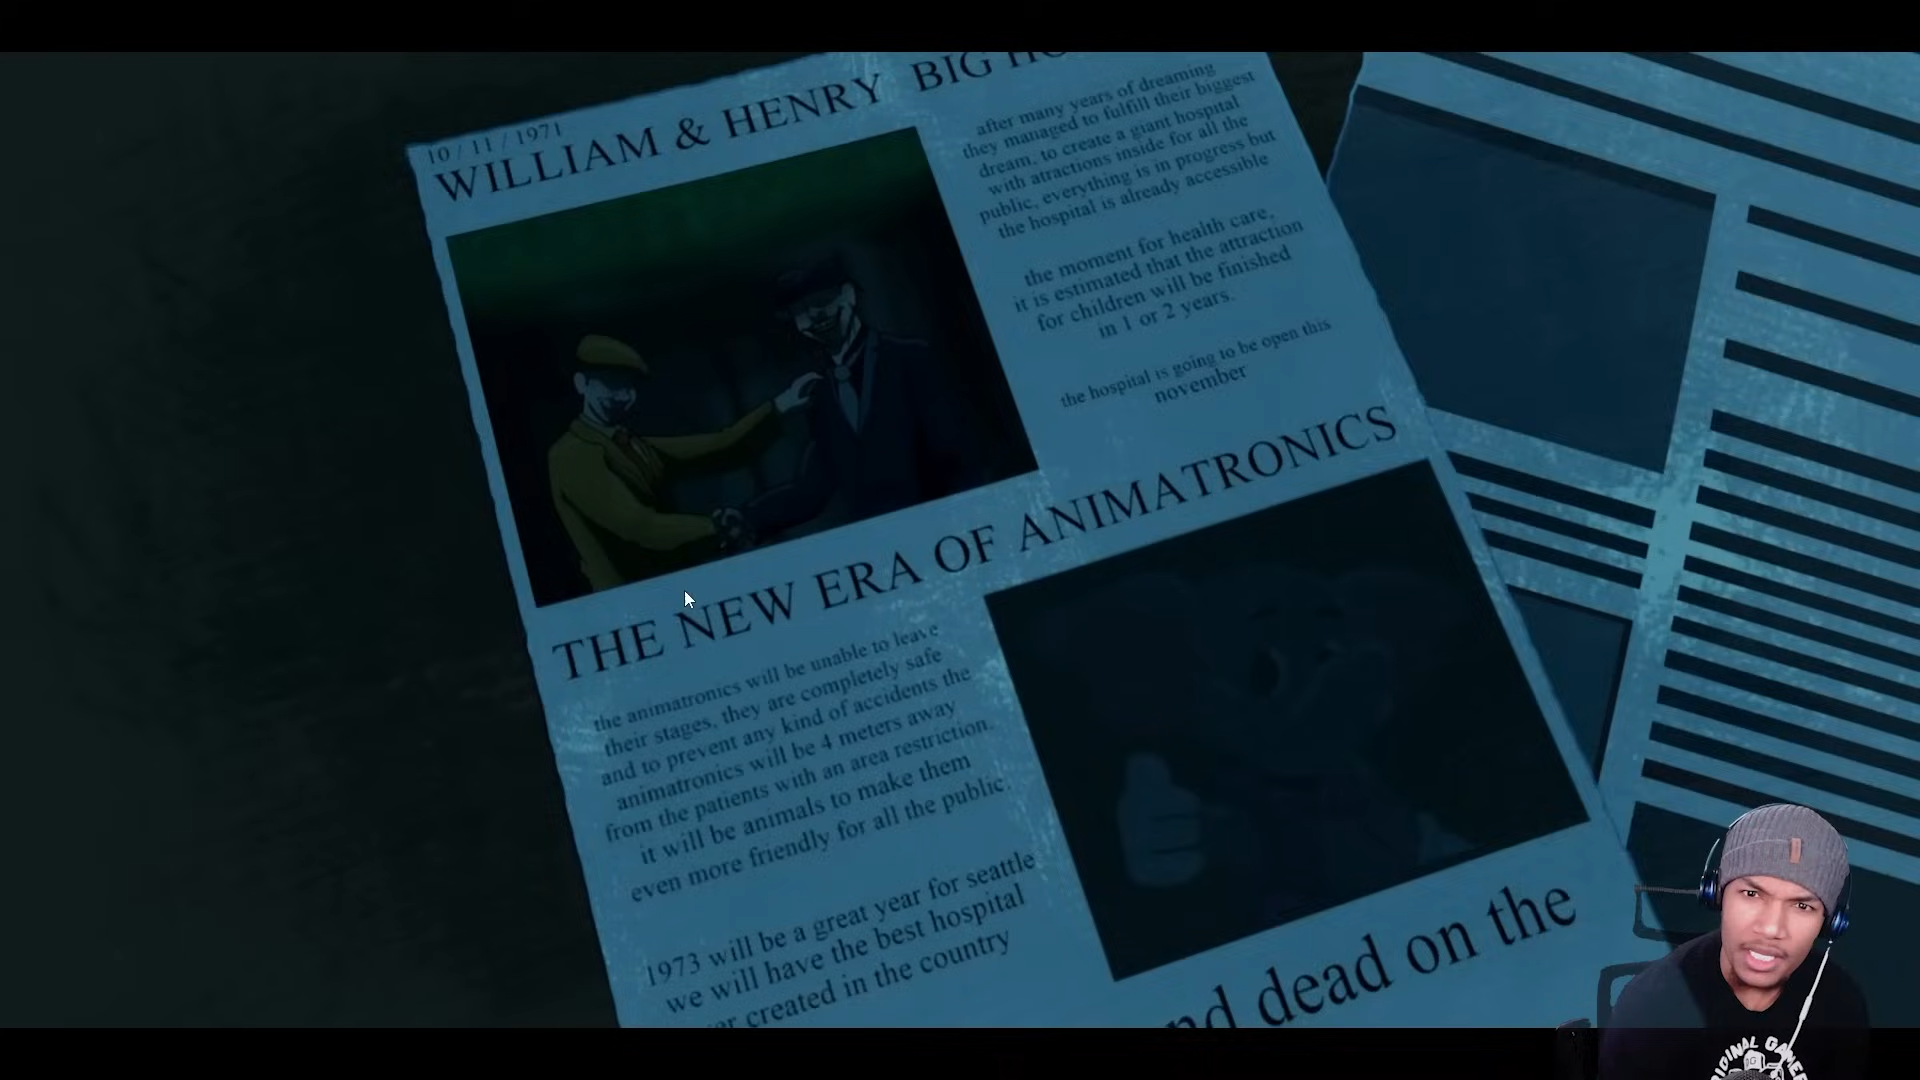 10 / 11 / 1971
WILLIAM & HENRY BIG
after many years of dreaming
they managed to fulfill their biggest
dream, to create a giant hospital
with atractions inside for all the
public, everything is in progress but
the hospital is already accessible
the moment for health care,
it is estimated that the attraction
for children will be finished
in 1 or 2 years.
the hospital is going to be open this
november
THE NEW ERA OF ANIMATRONICS
the animatronics will be unable to leave
their stages, they are completely safe
and to prevent any kind of accidents the
animatronics will be 4 meters away
from the patients with an area restriction.
it will be animals to make them
even more friendly for all the public.
1973 will be a great year for seattle
we will have the best hospital
created in the country
dead on the